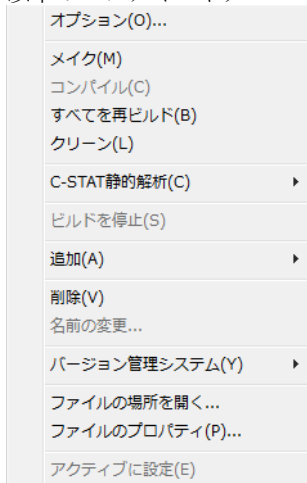 オプション(O)...
メイク(M)
コンパイル(C)
すべてを再ビルド(B)
クリーン(L)
C-STAT静的解析(C)
ビルドを停止(S)
追加(A)
削除(V)
名前の変更...
バージョン管理システム(Y)
ファイルの場所を開く...
ファイルのプロパティ(P)...
アクティブに設定(E)